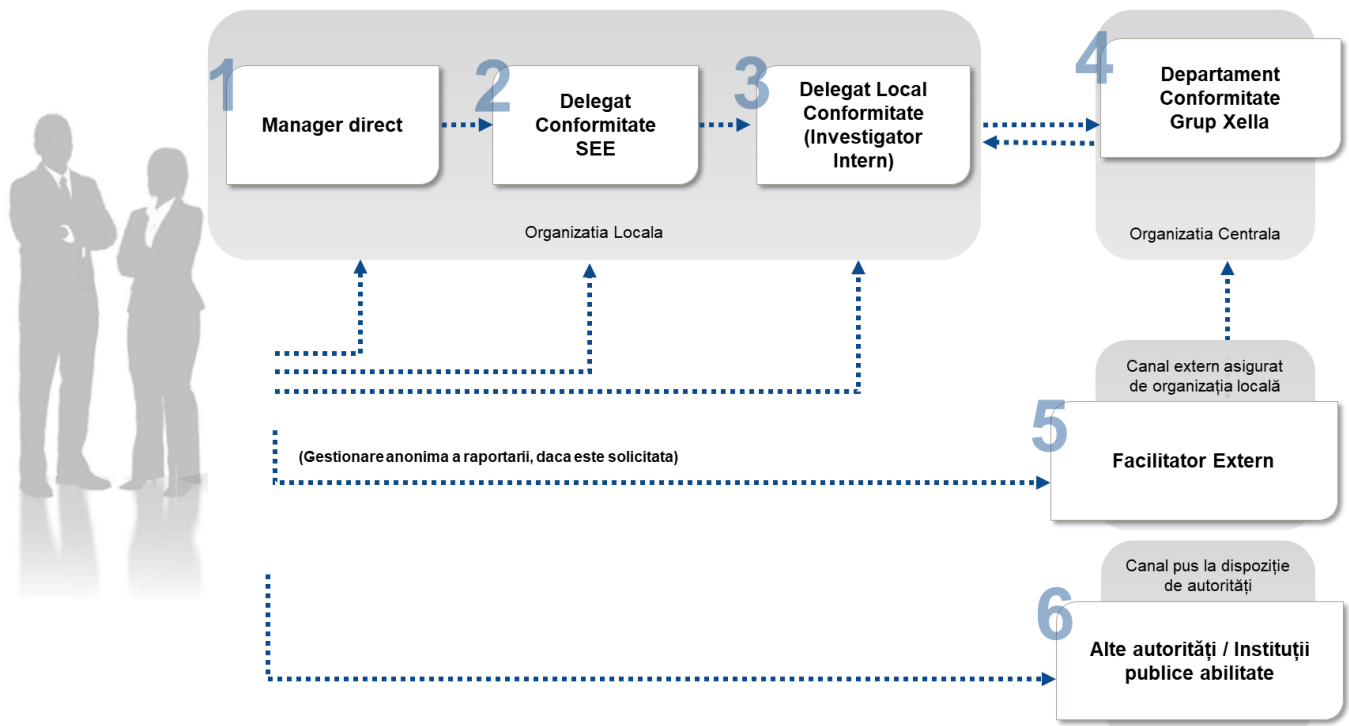 1
Manager direct
2
Delegat
Conformitate
SEE
3
Delegat Local
Conformitate
(Investigator
Intern)
4
Departament
Conformitate
Grup Xella
Organizatia Locala
Organizatia Centrala
Canal extern asigurat
de organizația locală
5
Facilitator Extern
(Gestionare anonima a raportarii, daca este solicitata)
Canal pus la dispoziție
de autorități
6
Alte autorități / Instituții
publice abilitate